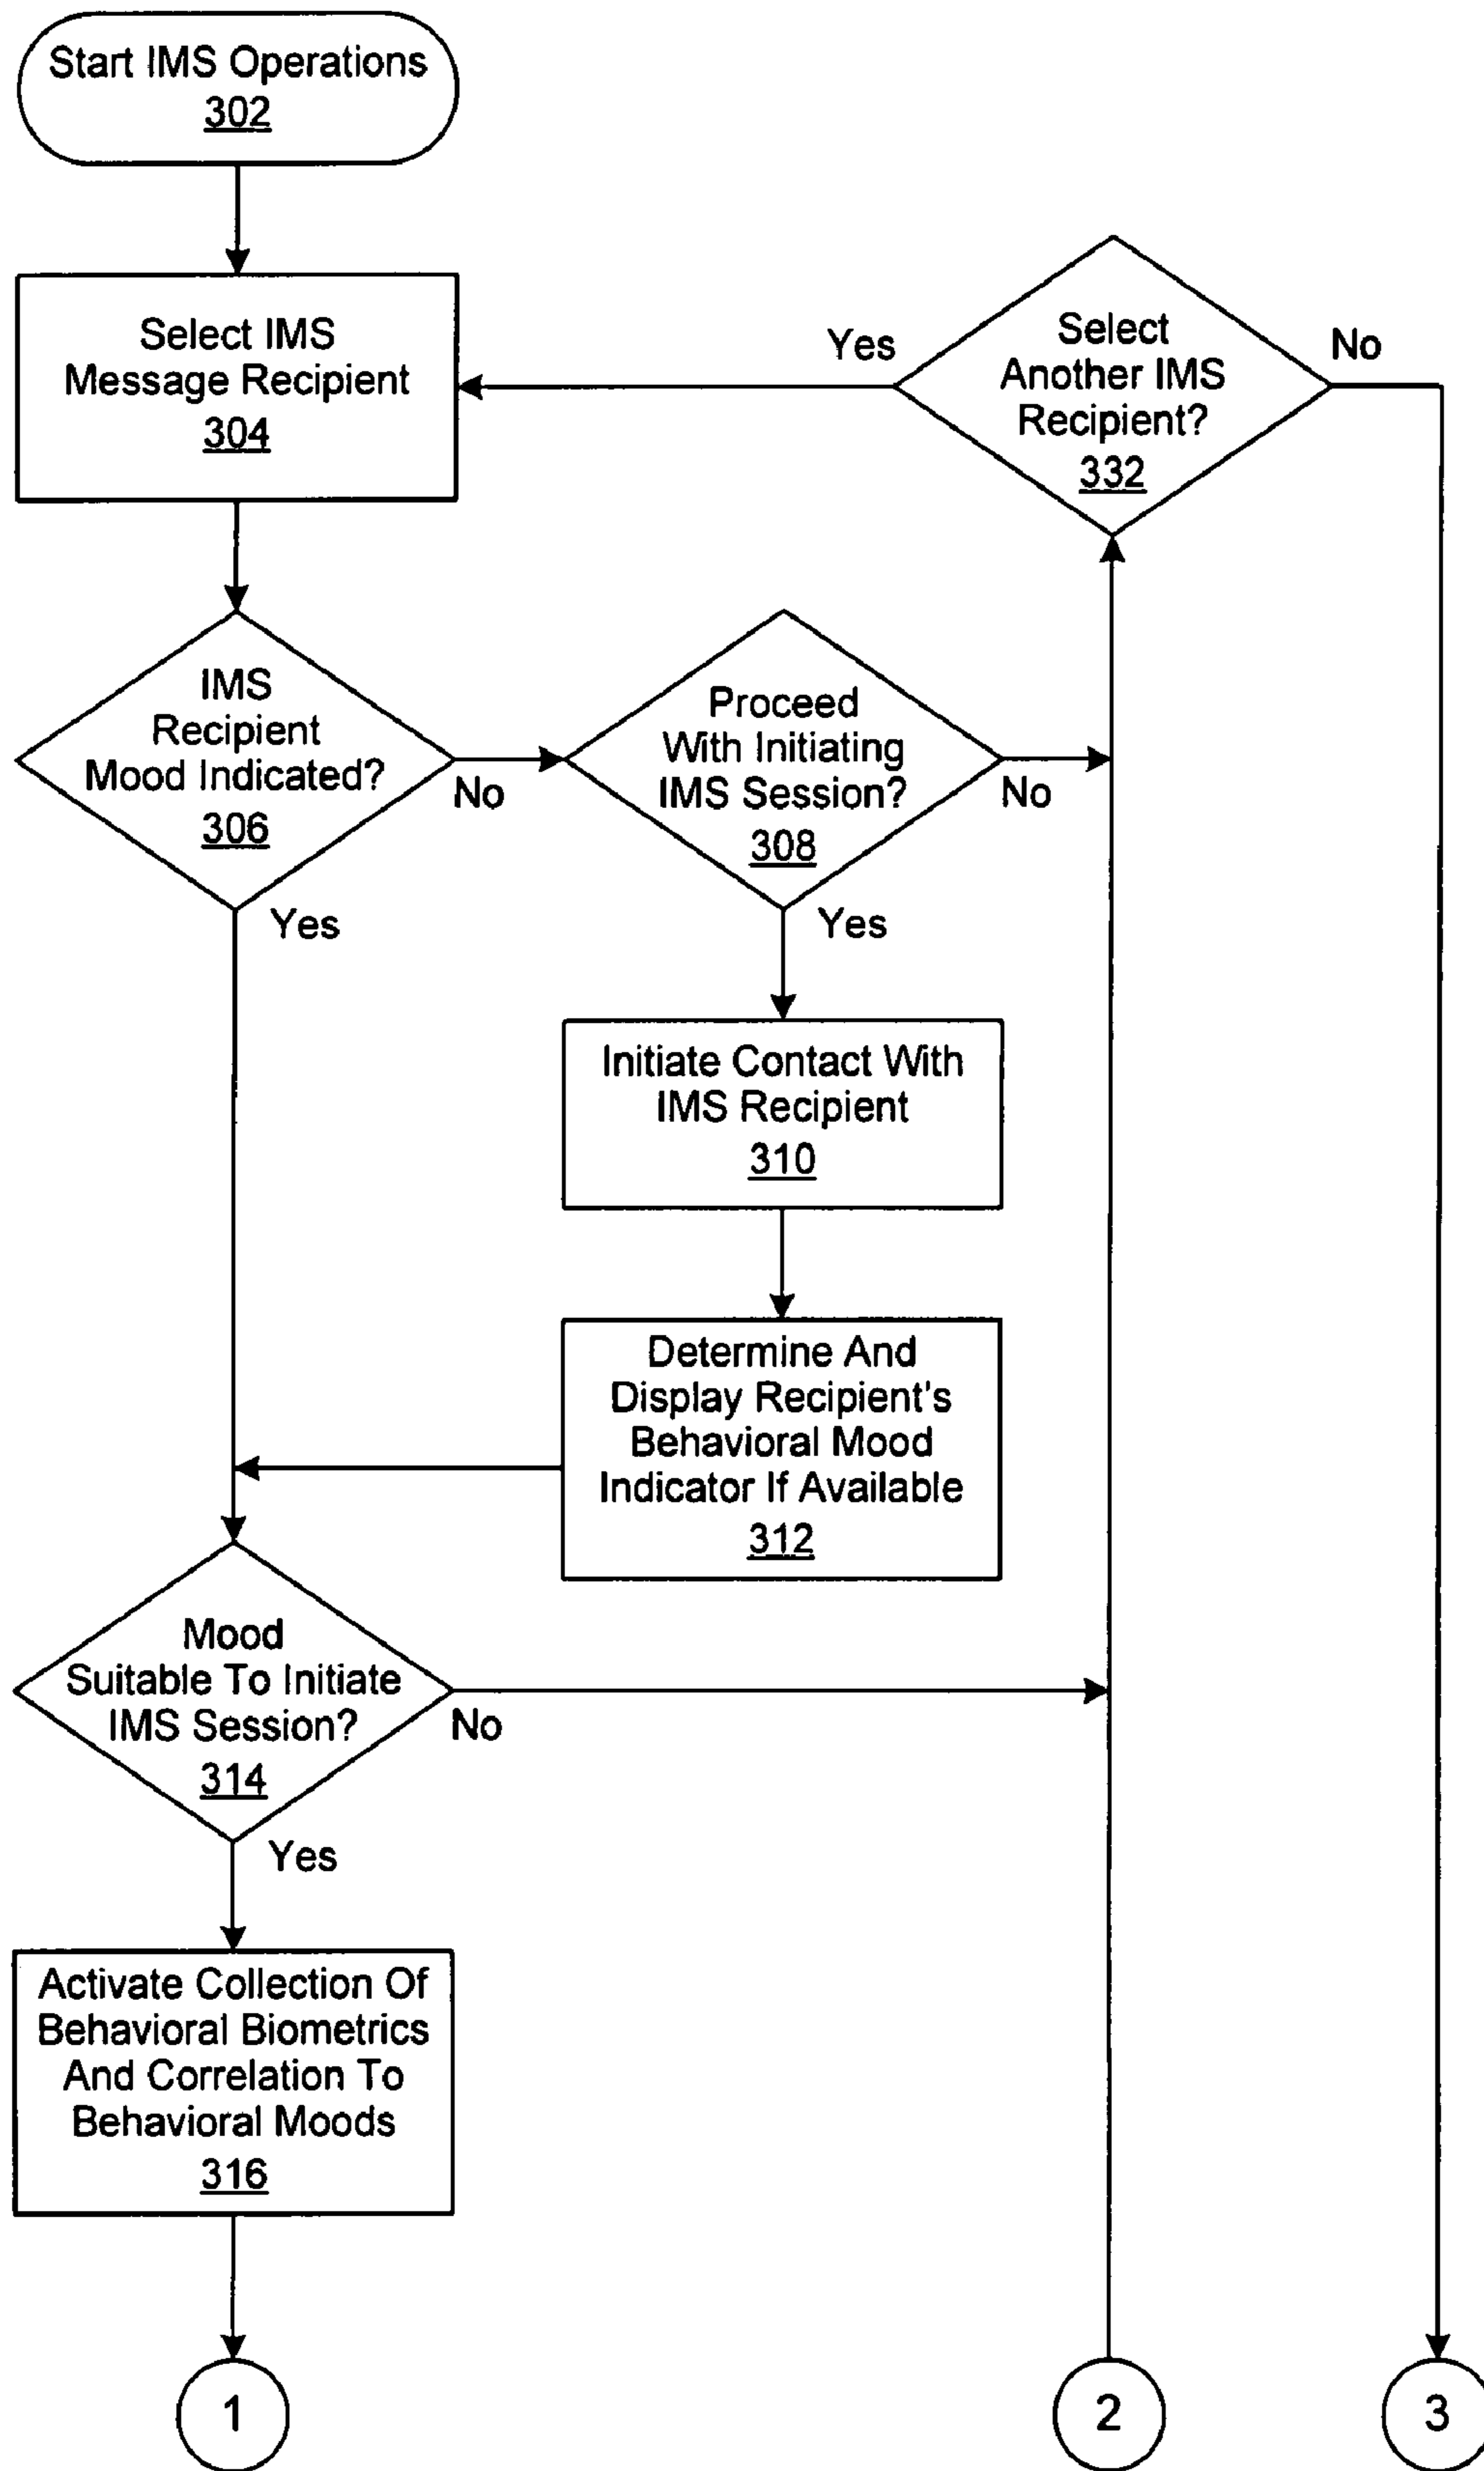 Start IMS Operations
302
Select IMS
Message Recipient
304
Yes
Select
Another IMS
Recipient?
332
No
IMS
Recipient
Mood Indicated?
306
No
Yes
Proceed
With Initiating
IMS Session?
308
No
Yes
Initiate Contact With
IMS Recipient
310
Determine And
Display Recipient's
Behavioral Mood
Indicator If Available
312
Mood
Suitable To Initiate
IMS Session?
314
No
Yes
Activate Collection Of
Behavioral Biometrics
And Correlation To
Behavioral Moods
316
1
2
3